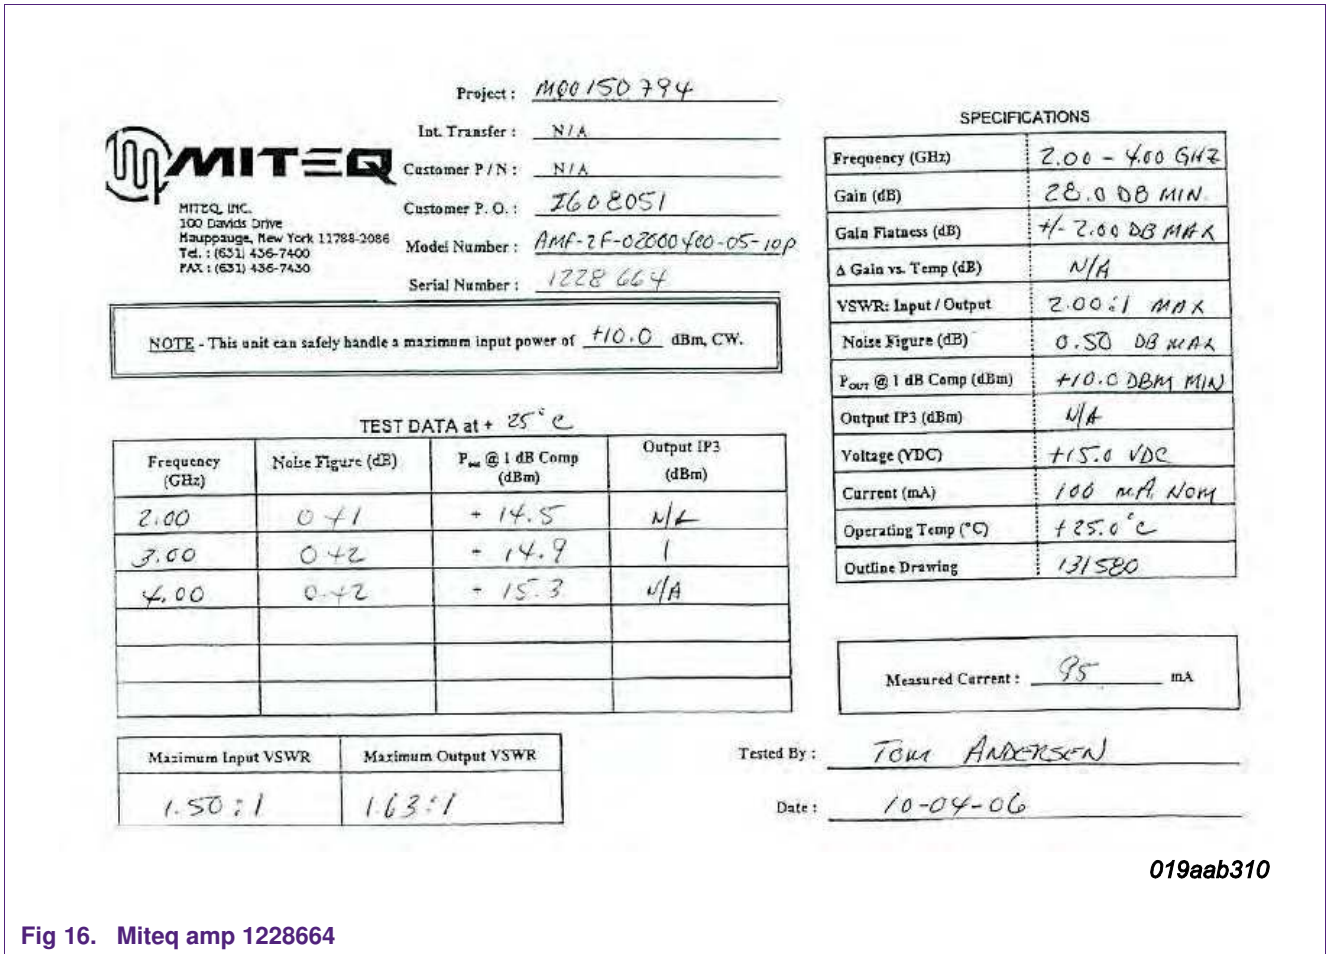 Project : MQ0150794
Int. Transfer : N/A
Customer P/N : N/A
Customer P. O. : I608051
Model Number : AMF-2F-02000400-05-10P
Serial Number : 1228664
MITEQ
MITEQ, INC.
100 Davids Drive
Hauppauge, New York 11788-2086
Tel. : (631) 436-7400
FAX : (631) 436-7430
NOTE - This unit can safely handle a maximum input power of +10.0 dBm, CW.
TEST DATA at + 25°C
Frequency (GHz) Noise Figure (dB) Pout @ 1 dB Comp (dBm) Output IP3 (dBm)
2.00 0.41 + 14.5 N/A
3.00 0.42 + 14.9 |
4.00 0.42 + 15.3 N/A
Maximum Input VSWR Maximum Output VSWR
1.50:1 1.63:1
SPECIFICATIONS
Frequency (GHz) 2.00 - 4.00 GHZ
Gain (dB) 28.0 DB MIN.
Gain Flatness (dB) +/- 2.00 DB MAX
Δ Gain vs. Temp (dB) N/A
VSWR: Input / Output 2.00:1 MAX
Noise Figure (dB) 0.50 DB MAX
POUT @ 1 dB Comp (dBm) +10.0 DBM MIN
Output IP3 (dBm) N/A
Voltage (VDC) +15.0 VDC
Current (mA) 100 mA NOM
Operating Temp (°C) +25.0°C
Outline Drawing 131580
Measured Current : 95 mA
Tested By : TOM ANDERSEN
Date : 10-04-06
019aab310
Fig 16. Miteq amp 1228664